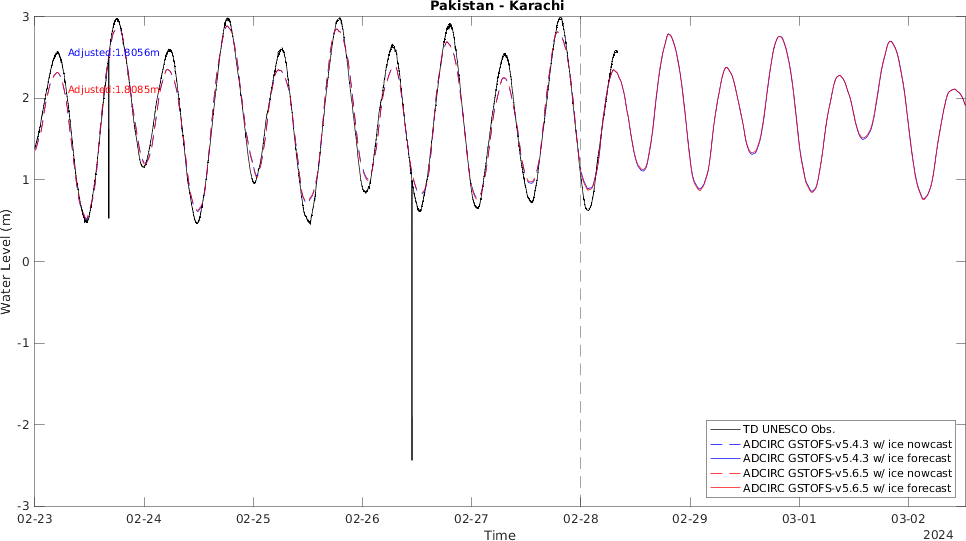 Pakistan - Karachi
3
Adjusted:1.8056m
Adjusted:1.8085m
2
1
0
-1
-2
-3
Water Level (m)
TD UNESCO Obs.
ADCIRC GSTOFS-v5.4.3 w/ ice nowcast
ADCIRC GSTOFS-v5.4.3 w/ ice forecast
ADCIRC GSTOFS-v5.6.5 w/ ice nowcast
ADCIRC GSTOFS-v5.6.5 w/ ice forecast
02-23 02-24 02-25 02-26 02-27 02-28 02-29 03-01 03-02
Time
2024